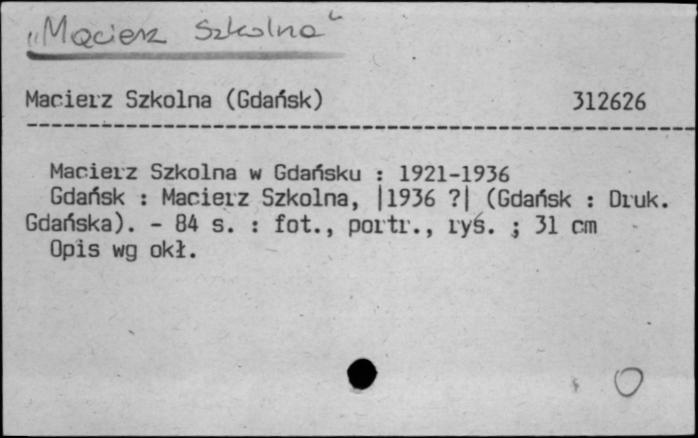 „Macierz Szkolna“
Macierz Szkolna (Gdańsk) 312626
Macierz Szkolna w Gdańsku : 1921-1936
Gdańsk : Macierz Szkolna, |1936 ?| (Gdańsk : Druk.
Gdańska). - 84 s. : fot., portr., rys. ; 31 cm
Opis wg okł.